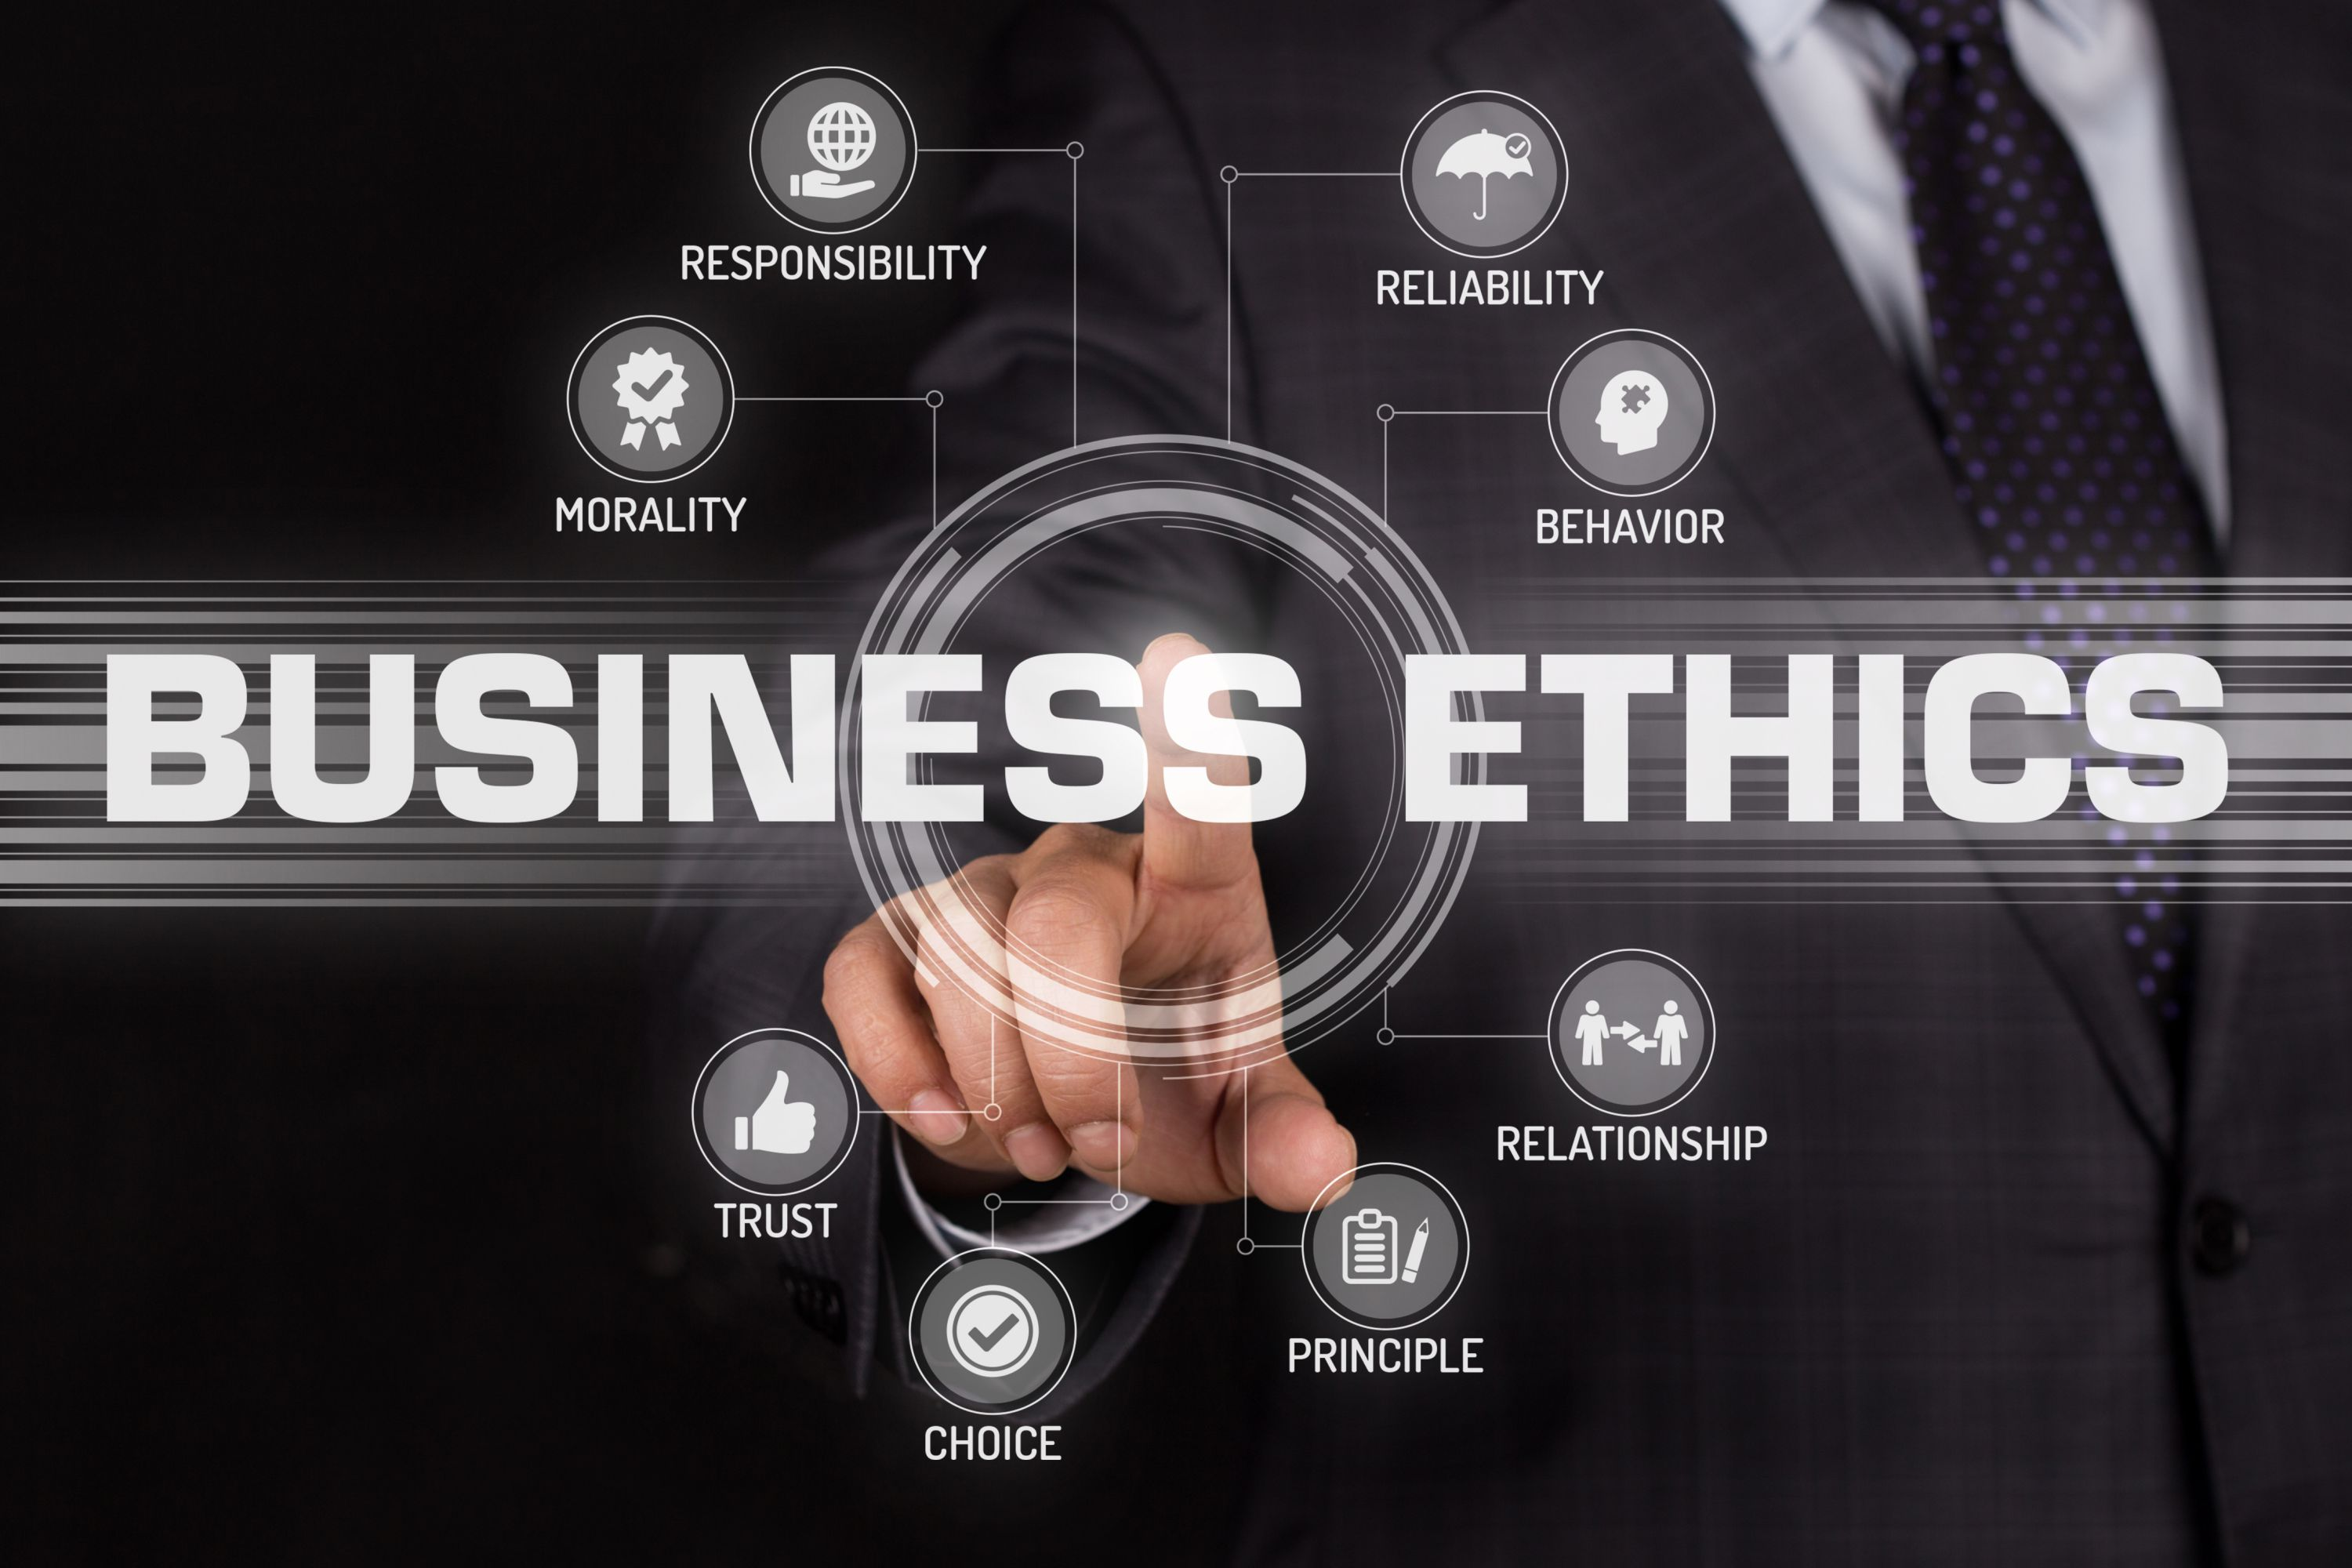 RESPONSIBILITY
RELIABILITY
MORALITY
BEHAVIOR
BUSINESS ETHICS
TRUST
RELATIONSHIP
CHOICE
PRINCIPLE